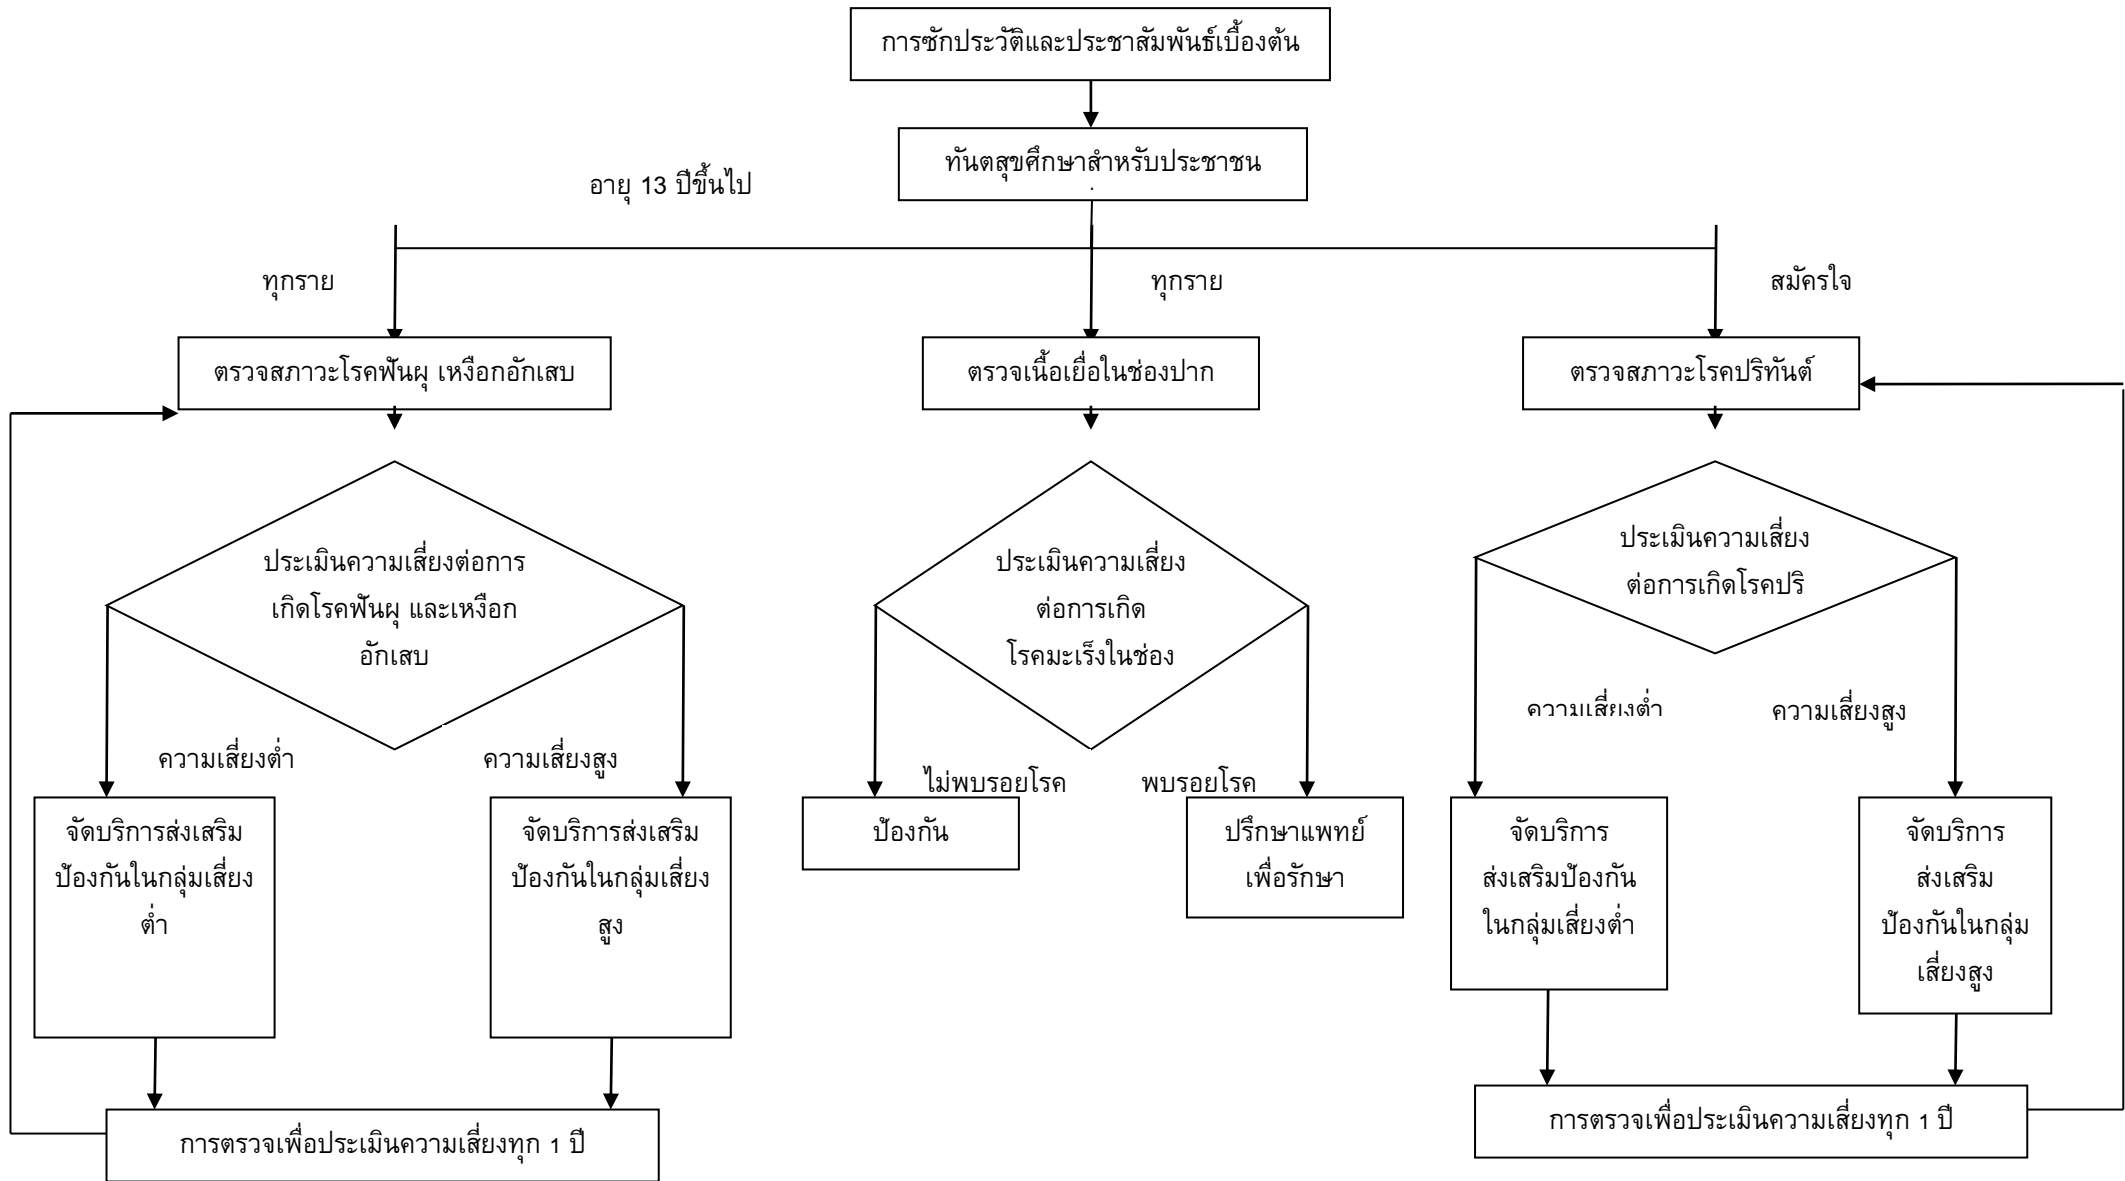 การซักประวัติและประชาสัมพันธ์เบื้องต้น
ทันตสุขศึกษาสำหรับประชาชน
อายุ 13 ปีขึ้นไป
ทุกราย
ทุกราย
สมัครใจ
ตรวจสภาวะโรคฟันผุ เหงือกอักเสบ
ตรวจเนื้อเยื่อในช่องปาก
ตรวจสภาวะโรคปริทันต์
ประเมินความเสี่ยงต่อการ
เกิดโรคฟันผุ และเหงือก
อักเสบ
ประเมินความเสี่ยง
ต่อการเกิด
โรคมะเร็งในช่อง
ประเมินความเสี่ยง
ต่อการเกิดโรคปริ
ความเสี่ยงต่ำ
ความเสี่ยงสูง
ไม่พบรอยโรค
พบรอยโรค
ความเสี่ยงต่ำ
ความเสี่ยงสูง
จัดบริการส่งเสริม
ป้องกันในกลุ่มเสี่ยง
ต่ำ
จัดบริการส่งเสริม
ป้องกันในกลุ่มเสี่ยง
สูง
ป้องกัน
ปรึกษาแพทย์
เพื่อรักษา
จัดบริการ
ส่งเสริมป้องกัน
ในกลุ่มเสี่ยงต่ำ
จัดบริการ
ส่งเสริม
ป้องกันในกลุ่ม
เสี่ยงสูง
การตรวจเพื่อประเมินความเสี่ยงทุก 1 ปี
การตรวจเพื่อประเมินความเสี่ยงทุก 1 ปี